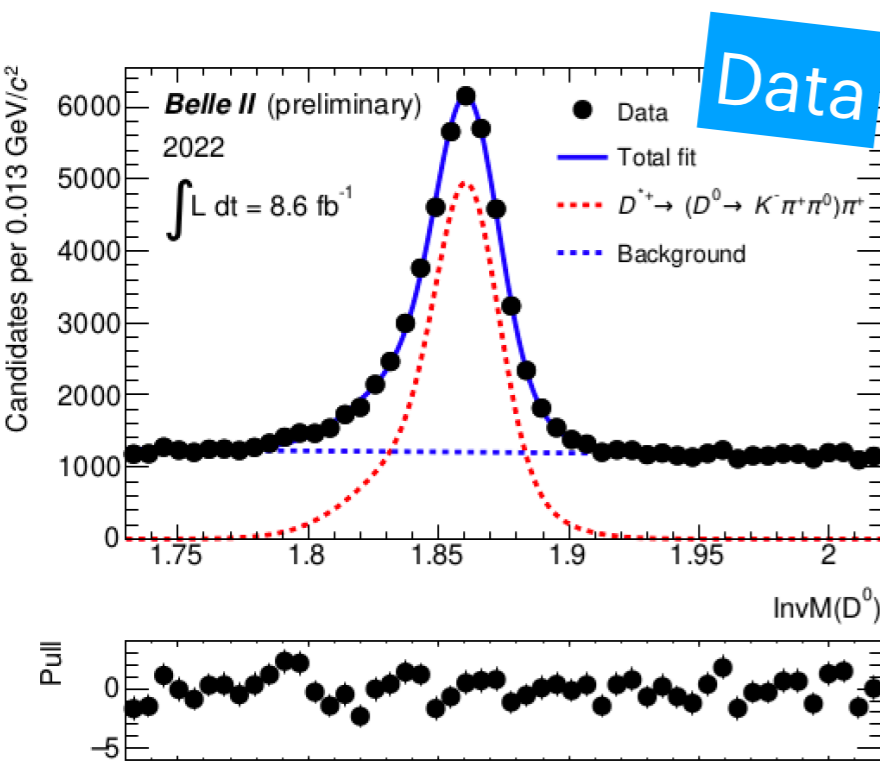 Data
Candidates per 0.013 GeV/c²
Belle II (preliminary)
2022
∫L dt = 8.6 fb⁻¹
Data
Total fit
D*⁺→ (D⁰→ K⁻π⁺π⁰)π⁺
Background
6000
5000
4000
3000
2000
1000
0
1.75 1.8 1.85 1.9 1.95 2
InvM(D⁰)
Pull
0
−5